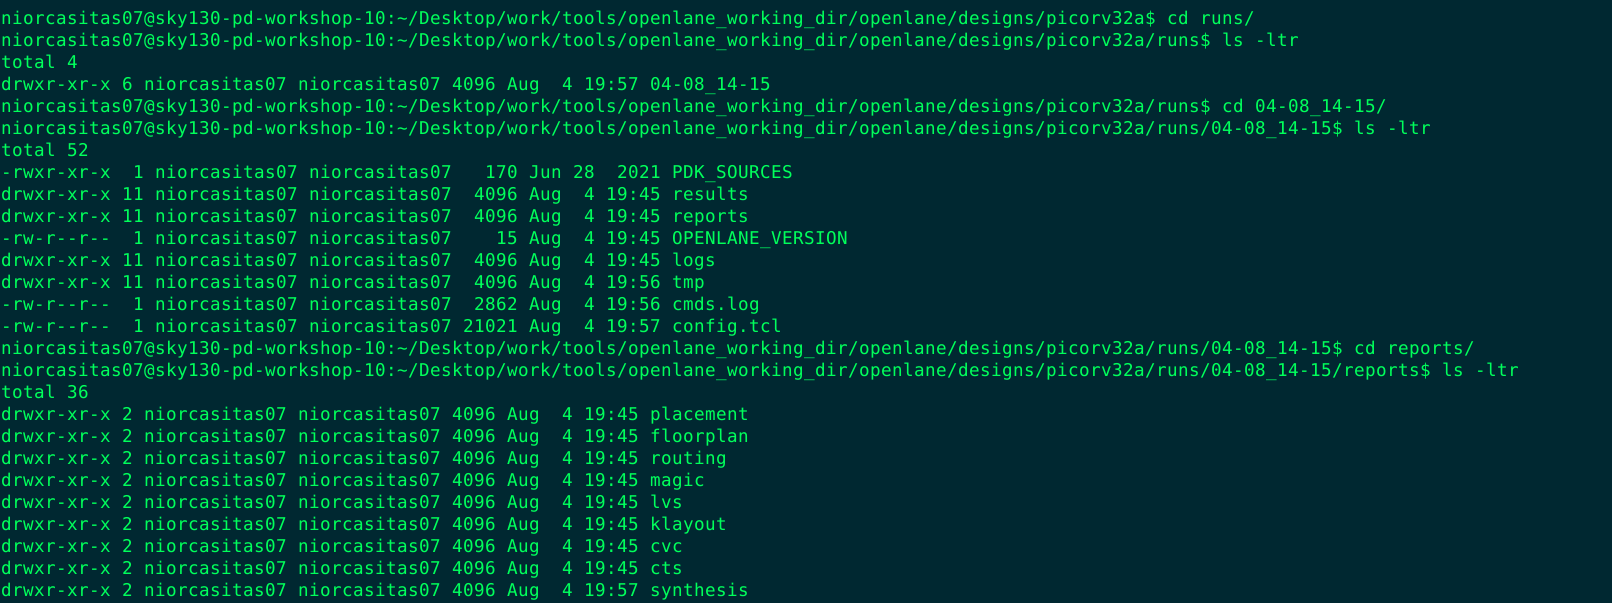 niorcasitas07@sky130-pd-workshop-10:~/Desktop/work/tools/openlane_working_dir/openlane/designs/picorv32a$ cd runs/
niorcasitas07@sky130-pd-workshop-10:~/Desktop/work/tools/openlane_working_dir/openlane/designs/picorv32a/runs$ ls -ltr
total 4
drwxr-xr-x 6 niorcasitas07 niorcasitas07 4096 Aug  4 19:57 04-08_14-15
niorcasitas07@sky130-pd-workshop-10:~/Desktop/work/tools/openlane_working_dir/openlane/designs/picorv32a/runs$ cd 04-08_14-15/
niorcasitas07@sky130-pd-workshop-10:~/Desktop/work/tools/openlane_working_dir/openlane/designs/picorv32a/runs/04-08_14-15$ ls -ltr
total 52
-rwxr-xr-x  1 niorcasitas07 niorcasitas07   170 Jun 28  2021 PDK_SOURCES
drwxr-xr-x 11 niorcasitas07 niorcasitas07  4096 Aug  4 19:45 results
drwxr-xr-x 11 niorcasitas07 niorcasitas07  4096 Aug  4 19:45 reports
-rw-r--r--  1 niorcasitas07 niorcasitas07    15 Aug  4 19:45 OPENLANE_VERSION
drwxr-xr-x 11 niorcasitas07 niorcasitas07  4096 Aug  4 19:45 logs
drwxr-xr-x 11 niorcasitas07 niorcasitas07  4096 Aug  4 19:56 tmp
-rw-r--r--  1 niorcasitas07 niorcasitas07  2862 Aug  4 19:56 cmds.log
-rw-r--r--  1 niorcasitas07 niorcasitas07 21021 Aug  4 19:57 config.tcl
niorcasitas07@sky130-pd-workshop-10:~/Desktop/work/tools/openlane_working_dir/openlane/designs/picorv32a/runs/04-08_14-15$ cd reports/
niorcasitas07@sky130-pd-workshop-10:~/Desktop/work/tools/openlane_working_dir/openlane/designs/picorv32a/runs/04-08_14-15/reports$ ls -ltr
total 36
drwxr-xr-x 2 niorcasitas07 niorcasitas07 4096 Aug  4 19:45 placement
drwxr-xr-x 2 niorcasitas07 niorcasitas07 4096 Aug  4 19:45 floorplan
drwxr-xr-x 2 niorcasitas07 niorcasitas07 4096 Aug  4 19:45 routing
drwxr-xr-x 2 niorcasitas07 niorcasitas07 4096 Aug  4 19:45 magic
drwxr-xr-x 2 niorcasitas07 niorcasitas07 4096 Aug  4 19:45 lvs
drwxr-xr-x 2 niorcasitas07 niorcasitas07 4096 Aug  4 19:45 klayout
drwxr-xr-x 2 niorcasitas07 niorcasitas07 4096 Aug  4 19:45 cvc
drwxr-xr-x 2 niorcasitas07 niorcasitas07 4096 Aug  4 19:45 cts
drwxr-xr-x 2 niorcasitas07 niorcasitas07 4096 Aug  4 19:57 synthesis